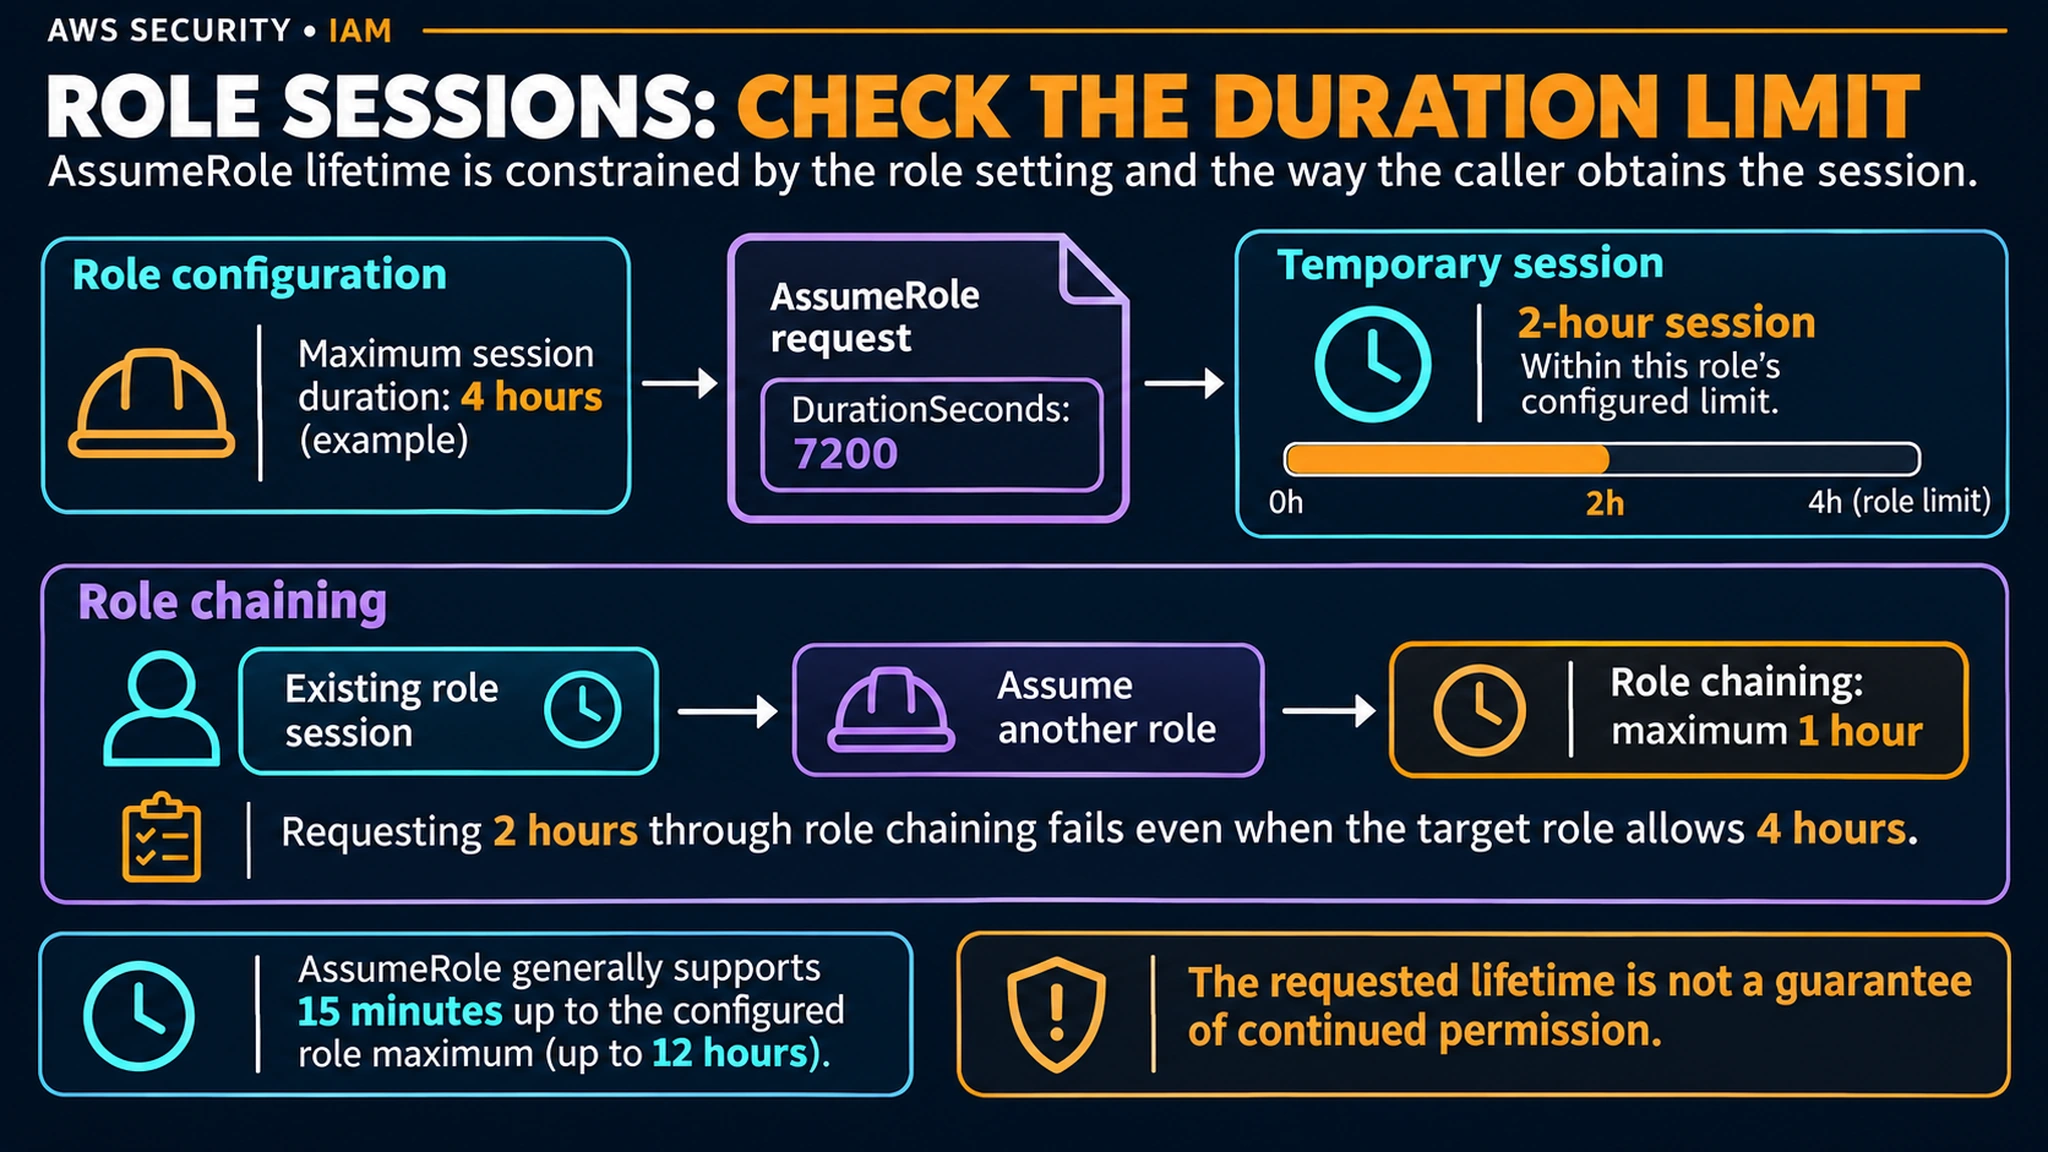 AWS SECURITY • IAM
ROLE SESSIONS: CHECK THE DURATION LIMIT
AssumeRole lifetime is constrained by the role setting and the way the caller obtains the session.
Role configuration
Maximum session
duration: 4 hours
(example)
AssumeRole
request
DurationSeconds:
7200
Temporary session
2-hour session
Within this role's
configured limit.
0h
2h
4h (role limit)
Role chaining
Existing role
session
Assume
another role
Role chaining:
maximum 1 hour
Requesting 2 hours through role chaining fails even when the target role allows 4 hours.
AssumeRole generally supports
15 minutes up to the configured
role maximum (up to 12 hours).
The requested lifetime is not a guarantee
of continued permission.